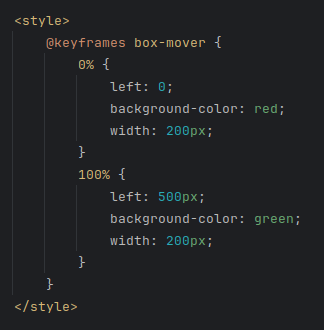 <style>
    @keyframes box-mover {
        0% {
            left: 0;
            background-color: red;
            width: 200px;
        }
        100% {
            left: 500px;
            background-color: green;
            width: 200px;
        }
    }
</style>